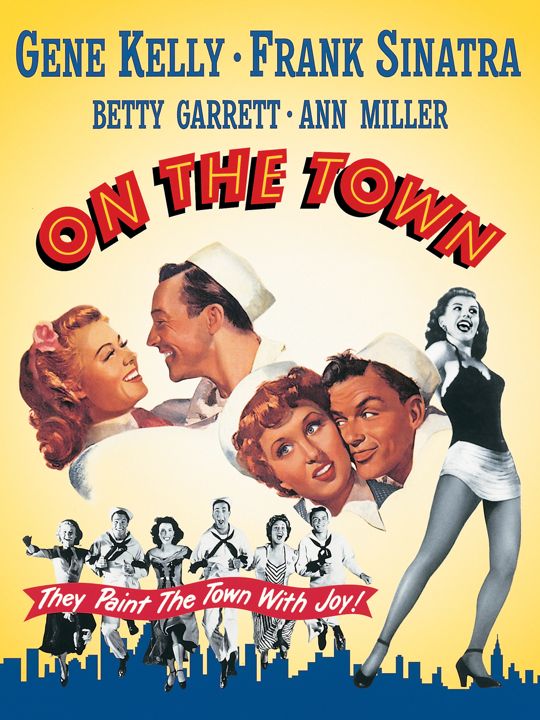 GENE KELLY · FRANK SINATRA
BETTY GARRETT · ANN MILLER
ON THE TOWN
They Paint The Town With Joy!